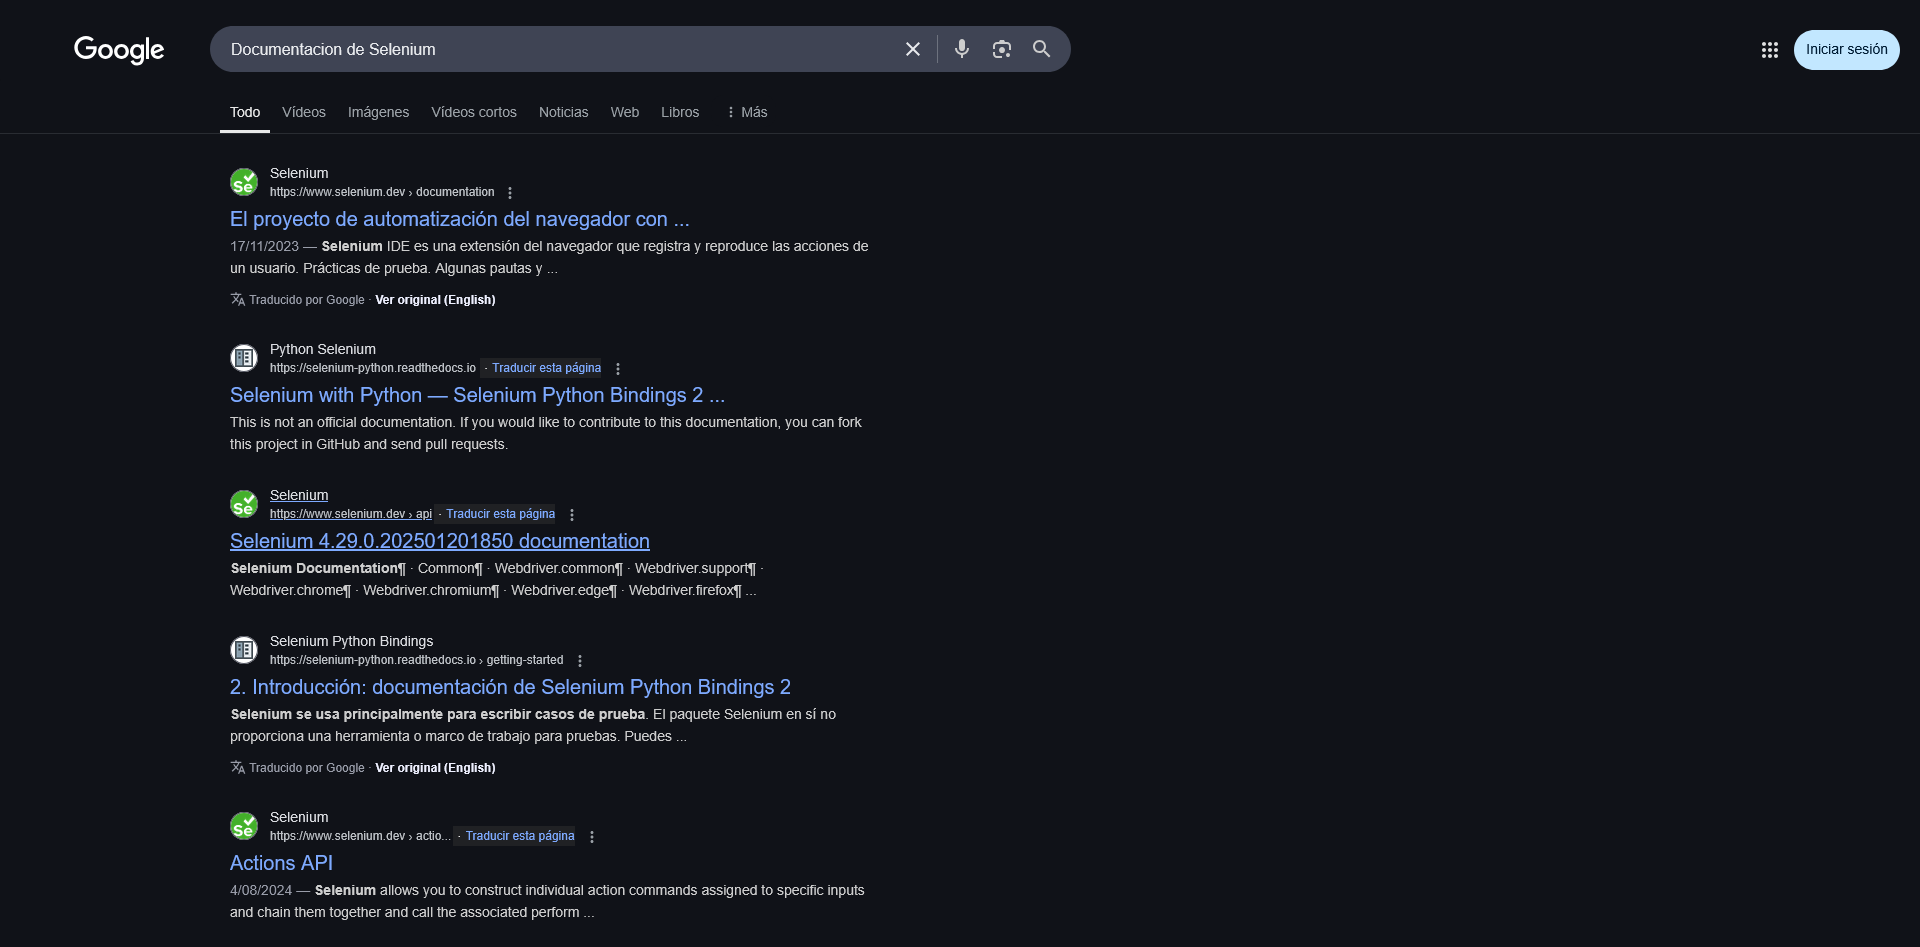 Google
Documentacion de Selenium
Iniciar sesión
Todo Vídeos Imágenes Vídeos cortos Noticias Web Libros Más
Se
Selenium
https://www.selenium.dev › documentation
El proyecto de automatización del navegador con ...
17/11/2023 — Selenium IDE es una extensión del navegador que registra y reproduce las acciones de
un usuario. Prácticas de prueba. Algunas pautas y ...
Traducido por Google · Ver original (English)
Python Selenium
https://selenium-python.readthedocs.io · Traducir esta página
Selenium with Python — Selenium Python Bindings 2 ...
This is not an official documentation. If you would like to contribute to this documentation, you can fork
this project in GitHub and send pull requests.
Se
Selenium
https://www.selenium.dev › api · Traducir esta página
Selenium 4.29.0.202501201850 documentation
Selenium Documentation¶ · Common¶ · Webdriver.common¶ · Webdriver.support¶ ·
Webdriver.chrome¶ · Webdriver.chromium¶ · Webdriver.edge¶ · Webdriver.firefox¶ ...
Selenium Python Bindings
https://selenium-python.readthedocs.io › getting-started
2. Introducción: documentación de Selenium Python Bindings 2
Selenium se usa principalmente para escribir casos de prueba. El paquete Selenium en sí no
proporciona una herramienta o marco de trabajo para pruebas. Puedes ...
Traducido por Google · Ver original (English)
Se
Selenium
https://www.selenium.dev › actio... · Traducir esta página
Actions API
4/08/2024 — Selenium allows you to construct individual action commands assigned to specific inputs
and chain them together and call the associated perform ...